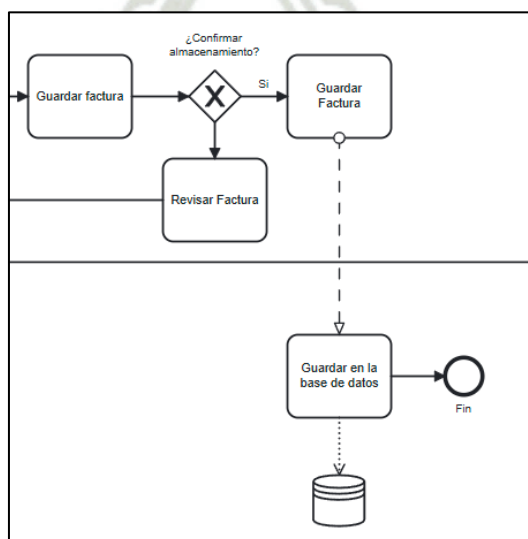 ¿Confirmar
almacenamiento?
Guardar factura
Si
Guardar
Factura
Revisar Factura
Guardar en la
base de datos
Fin